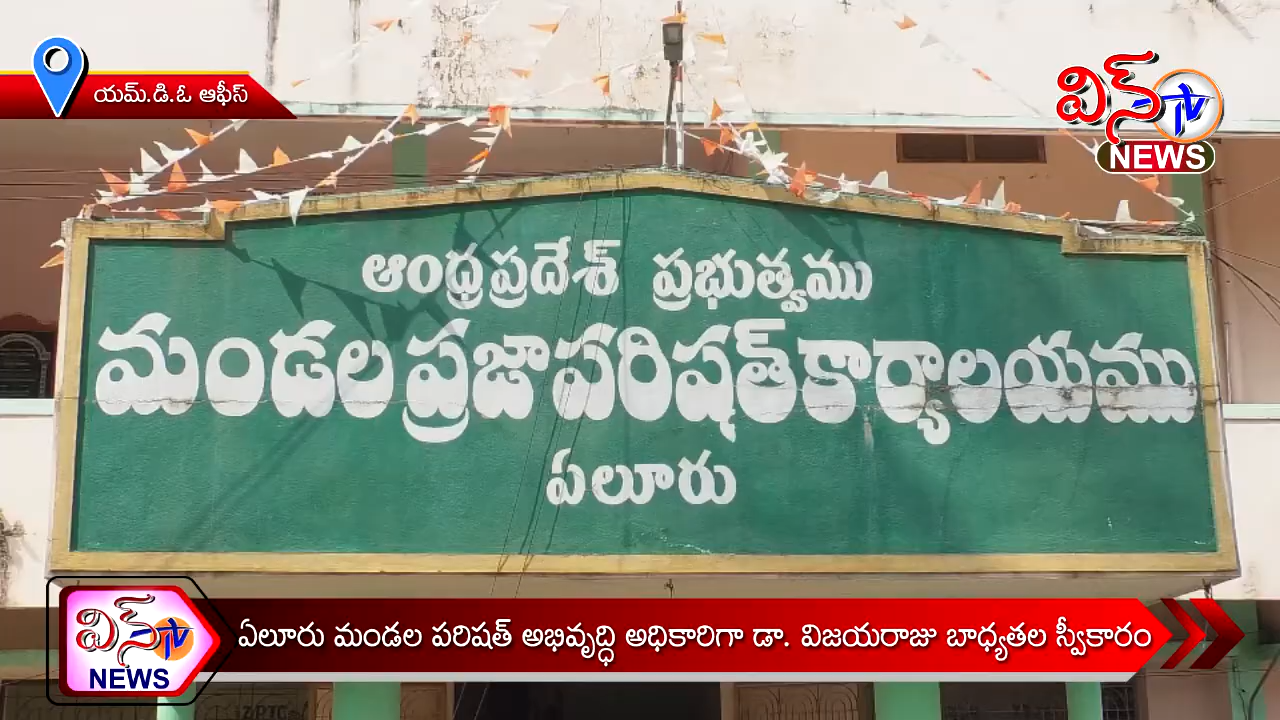 యమ్.డి.ఓ ఆఫీస్
విన్ TV
NEWS
ఆంధ్రప్రదేశ్ ప్రభుత్వము
మండల ప్రజా పరిషత్ కార్యాలయము
ఏలూరు
విన్ TV
NEWS
ఏలూరు మండల పరిషత్ అభివృద్ధి అధికారిగా డా. విజయరాజు బాధ్యతల స్వీకారం